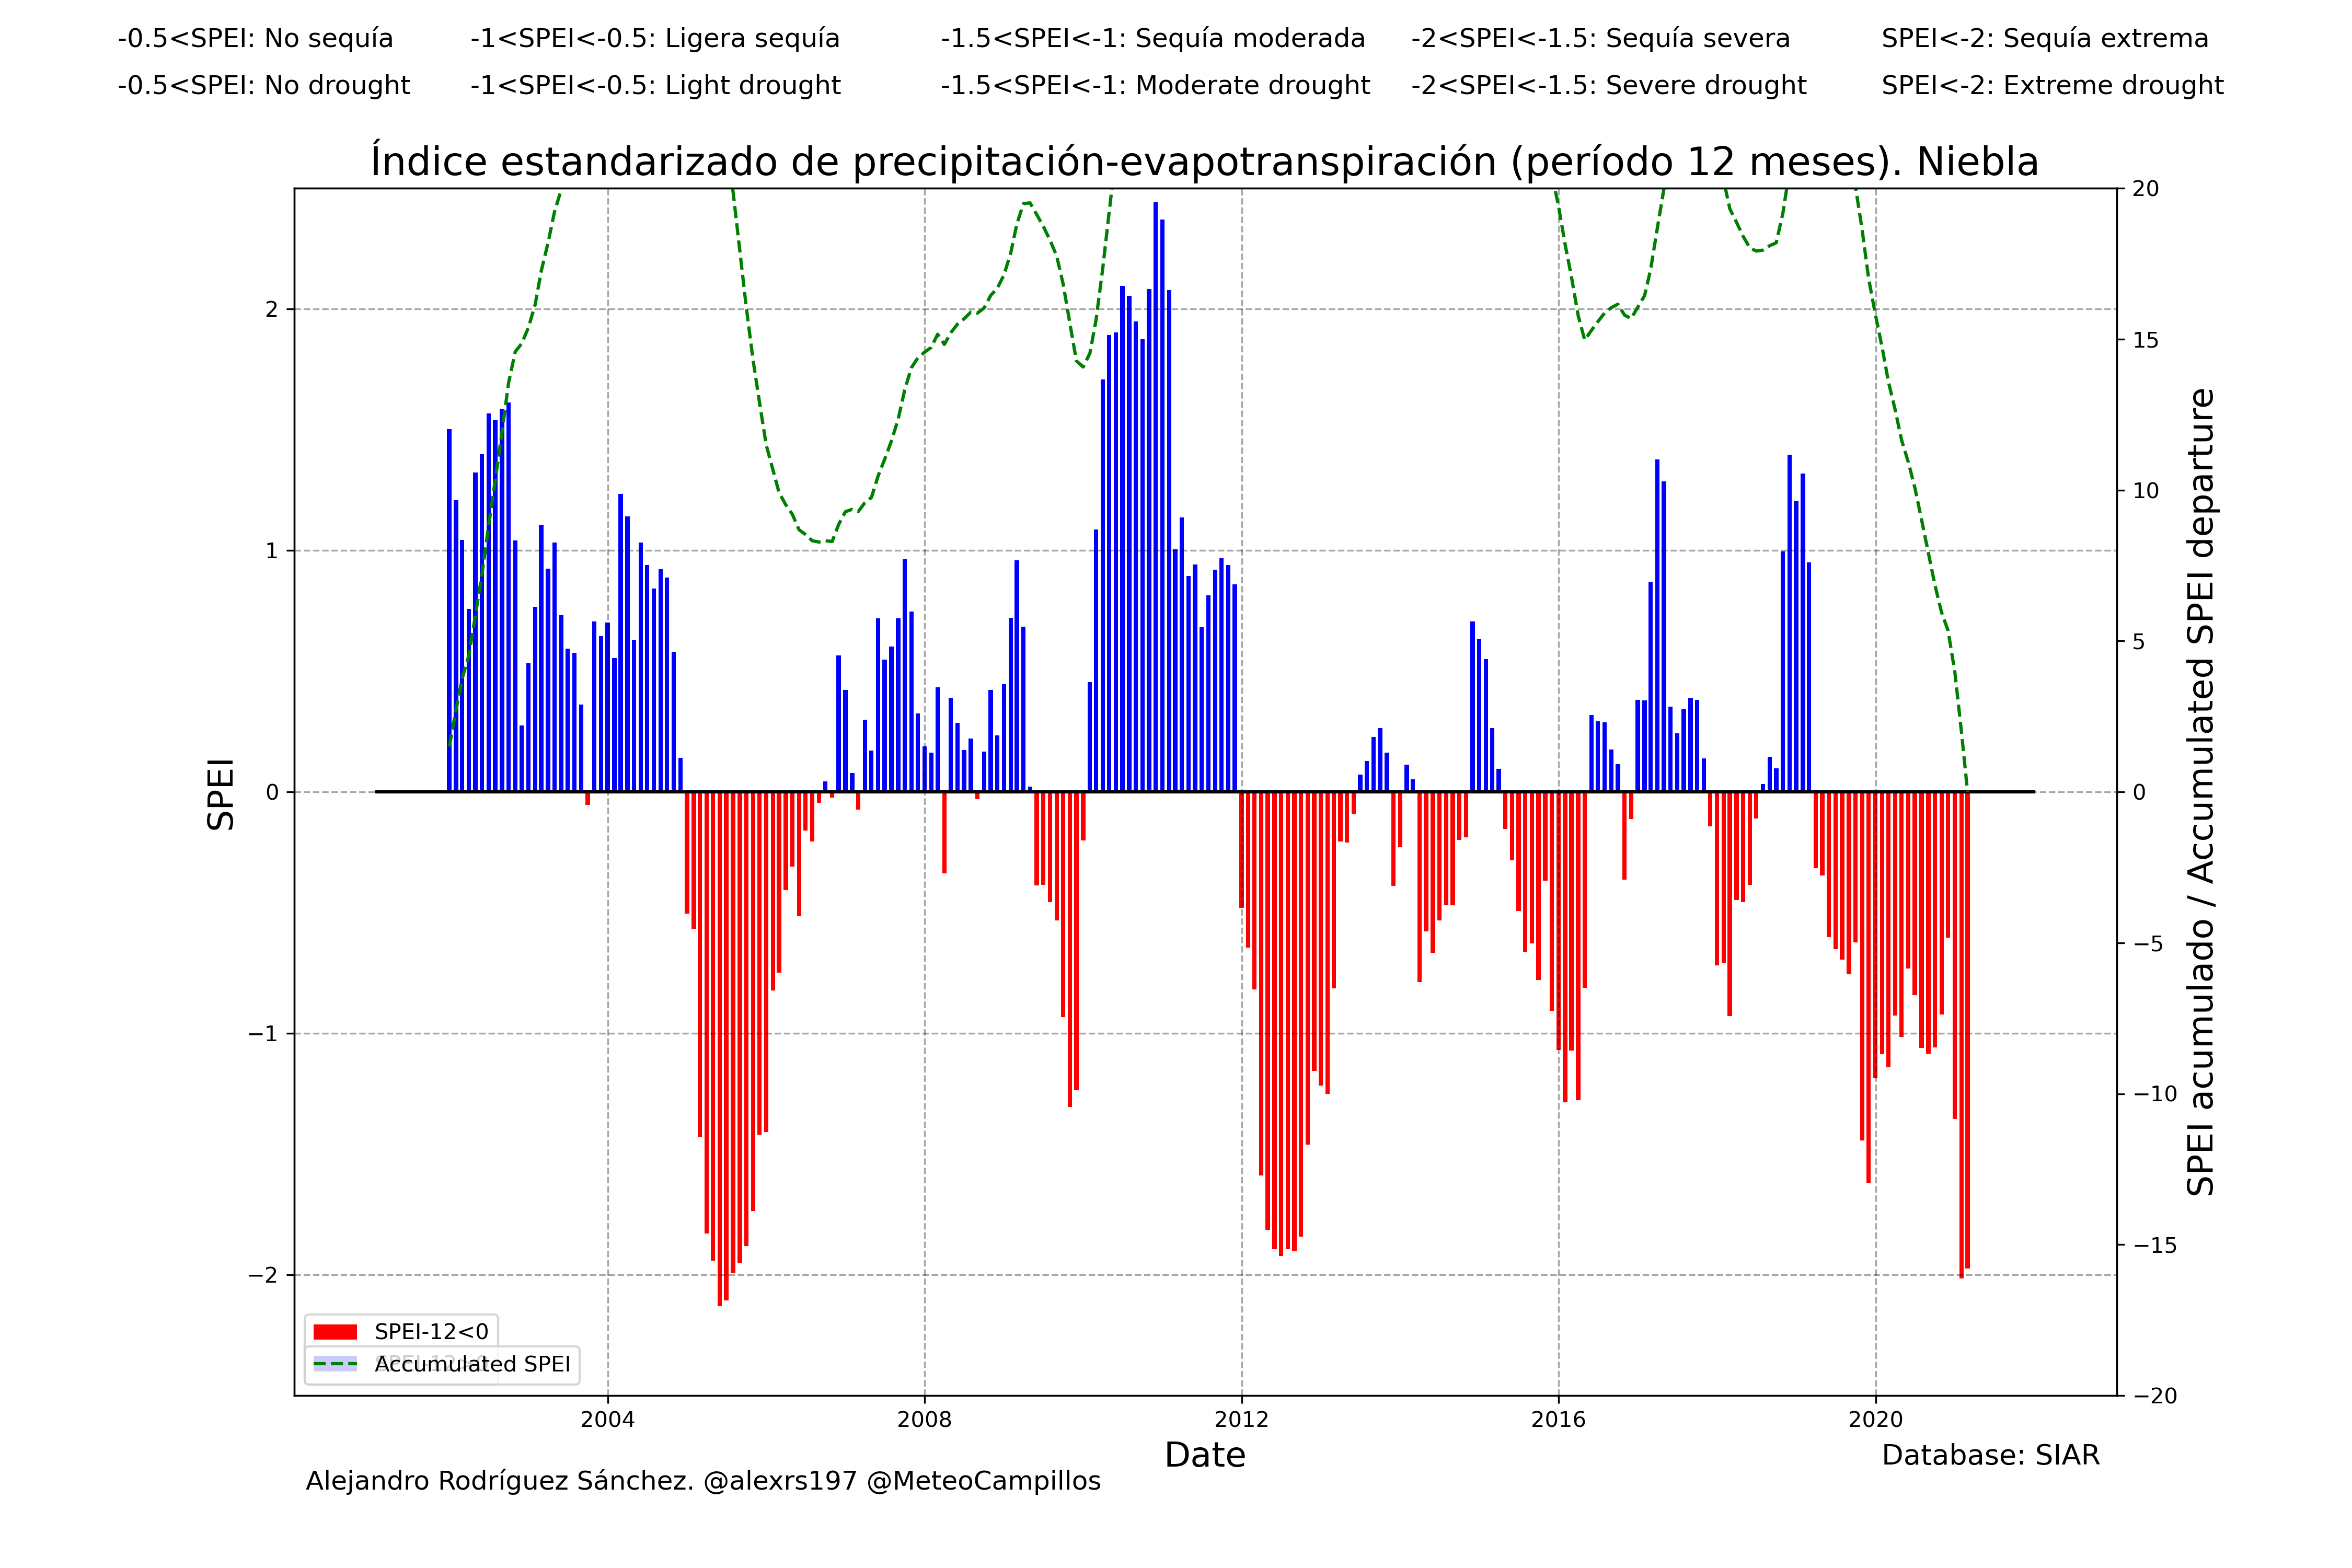 -0.5<SPEI: No sequía -1<SPEI<-0.5: Ligera sequía -1.5<SPEI<-1: Sequía moderada -2<SPEI<-1.5: Sequía severa SPEI<-2: Sequía extrema
-0.5<SPEI: No drought -1<SPEI<-0.5: Light drought -1.5<SPEI<-1: Moderate drought -2<SPEI<-1.5: Severe drought SPEI<-2: Extreme drought
Índice estandarizado de precipitación-evapotranspiración (período 12 meses). Niebla
SPEI
2
1
0
−1
−2
20
15
10
5
0
−5
−10
−15
−20
SPEI acumulado / Accumulated SPEI departure
SPEI-12<0
Accumulated SPEI
2004 2008 2012 2016 2020
Date
Database: SIAR
Alejandro Rodríguez Sánchez. @alexrs197 @MeteoCampillos